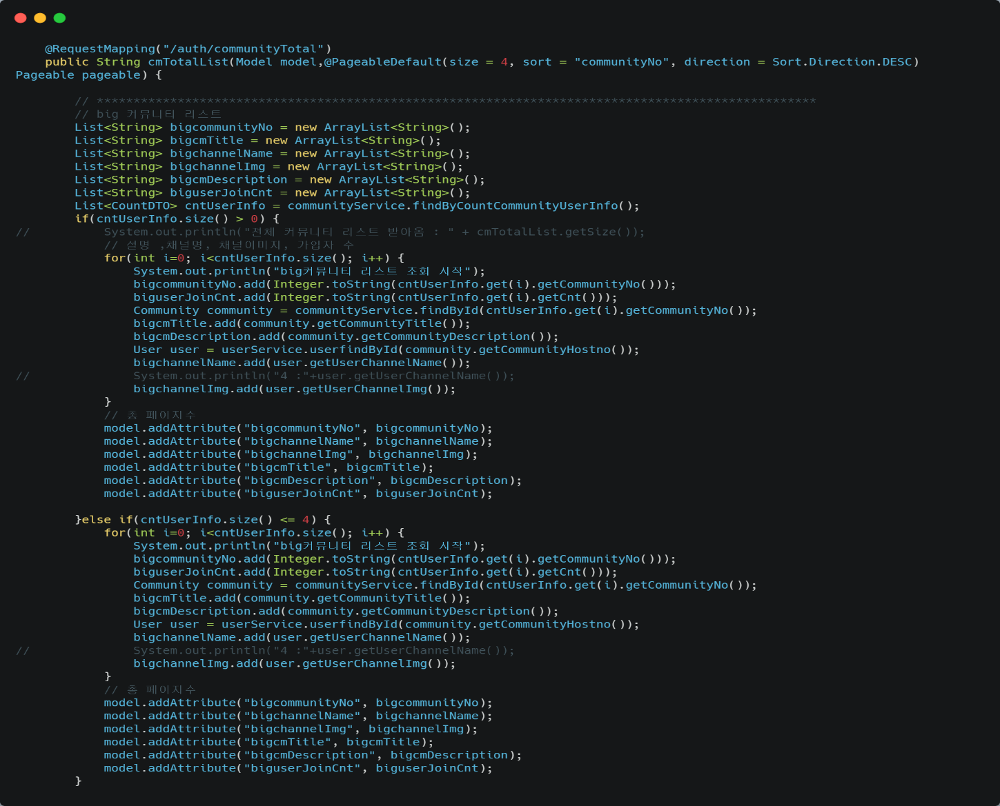 @RequestMapping("/auth/communityTotal")
    public String cmTotalList(Model model,@PageableDefault(size = 4, sort = "communityNo", direction = Sort.Direction.DESC)
Pageable pageable) {

        // **************************************************************************************************
        // big 커뮤니티 리스트
        List<String> bigcommunityNo = new ArrayList<String>();
        List<String> bigcmTitle = new ArrayList<String>();
        List<String> bigchannelName = new ArrayList<String>();
        List<String> bigchannelImg = new ArrayList<String>();
        List<String> bigcmDescription = new ArrayList<String>();
        List<String> biguserJoinCnt = new ArrayList<String>();
        List<CountDTO> cntUserInfo = communityService.findByCountCommunityUserInfo();
        if(cntUserInfo.size() > 0) {
//          System.out.println("전체 커뮤니티 리스트 받아옴 : " + cmTotalList.getSize());
            // 설명 ,채널명, 채널이미지, 가입자 수
            for(int i=0; i<cntUserInfo.size(); i++) {
                System.out.println("big커뮤니티 리스트 조회 시작");
                bigcommunityNo.add(Integer.toString(cntUserInfo.get(i).getCommunityNo()));
                biguserJoinCnt.add(Integer.toString(cntUserInfo.get(i).getCnt()));
                Community community = communityService.findById(cntUserInfo.get(i).getCommunityNo());
                bigcmTitle.add(community.getCommunityTitle());
                bigcmDescription.add(community.getCommunityDescription());
                User user = userService.userfindById(community.getCommunityHostno());
                bigchannelName.add(user.getUserChannelName());
//              System.out.println("4 :"+user.getUserChannelName());
                bigchannelImg.add(user.getUserChannelImg());
            }
            // 총 페이지수
            model.addAttribute("bigcommunityNo", bigcommunityNo);
            model.addAttribute("bigchannelName", bigchannelName);
            model.addAttribute("bigchannelImg", bigchannelImg);
            model.addAttribute("bigcmTitle", bigcmTitle);
            model.addAttribute("bigcmDescription", bigcmDescription);
            model.addAttribute("biguserJoinCnt", biguserJoinCnt);

        }else if(cntUserInfo.size() <= 4) {
            for(int i=0; i<cntUserInfo.size(); i++) {
                System.out.println("big커뮤니티 리스트 조회 시작");
                bigcommunityNo.add(Integer.toString(cntUserInfo.get(i).getCommunityNo()));
                biguserJoinCnt.add(Integer.toString(cntUserInfo.get(i).getCnt()));
                Community community = communityService.findById(cntUserInfo.get(i).getCommunityNo());
                bigcmTitle.add(community.getCommunityTitle());
                bigcmDescription.add(community.getCommunityDescription());
                User user = userService.userfindById(community.getCommunityHostno());
                bigchannelName.add(user.getUserChannelName());
//              System.out.println("4 :"+user.getUserChannelName());
                bigchannelImg.add(user.getUserChannelImg());
            }
            // 총 페이지수
            model.addAttribute("bigcommunityNo", bigcommunityNo);
            model.addAttribute("bigchannelName", bigchannelName);
            model.addAttribute("bigchannelImg", bigchannelImg);
            model.addAttribute("bigcmTitle", bigcmTitle);
            model.addAttribute("bigcmDescription", bigcmDescription);
            model.addAttribute("biguserJoinCnt", biguserJoinCnt);
        }